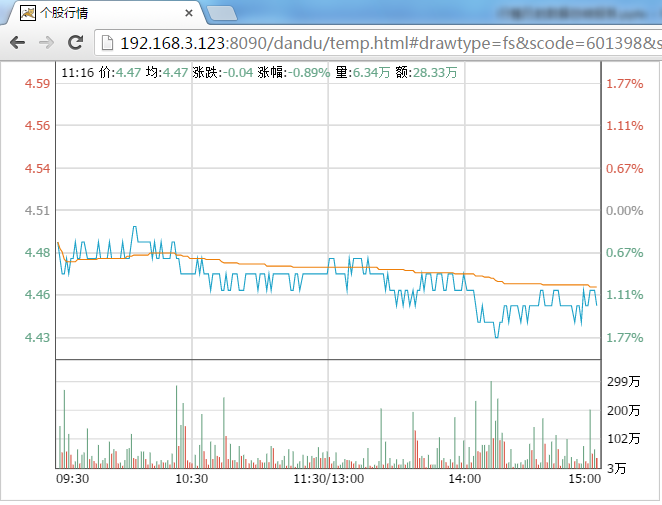 个股行情
192.168.3.123:8090/dandu/temp.html#drawtype=fs&scode=601398&s
11:16 价:4.47 均:4.47 涨跌:-0.04 涨幅:-0.89% 量:6.34万 额:28.33万
4.59 1.77%
4.56 1.11%
4.54 0.67%
4.51 0.00%
4.48 0.67%
4.46 1.11%
4.43 1.77%
299万
200万
102万
3万
09:30 10:30 11:30/13:00 14:00 15:00